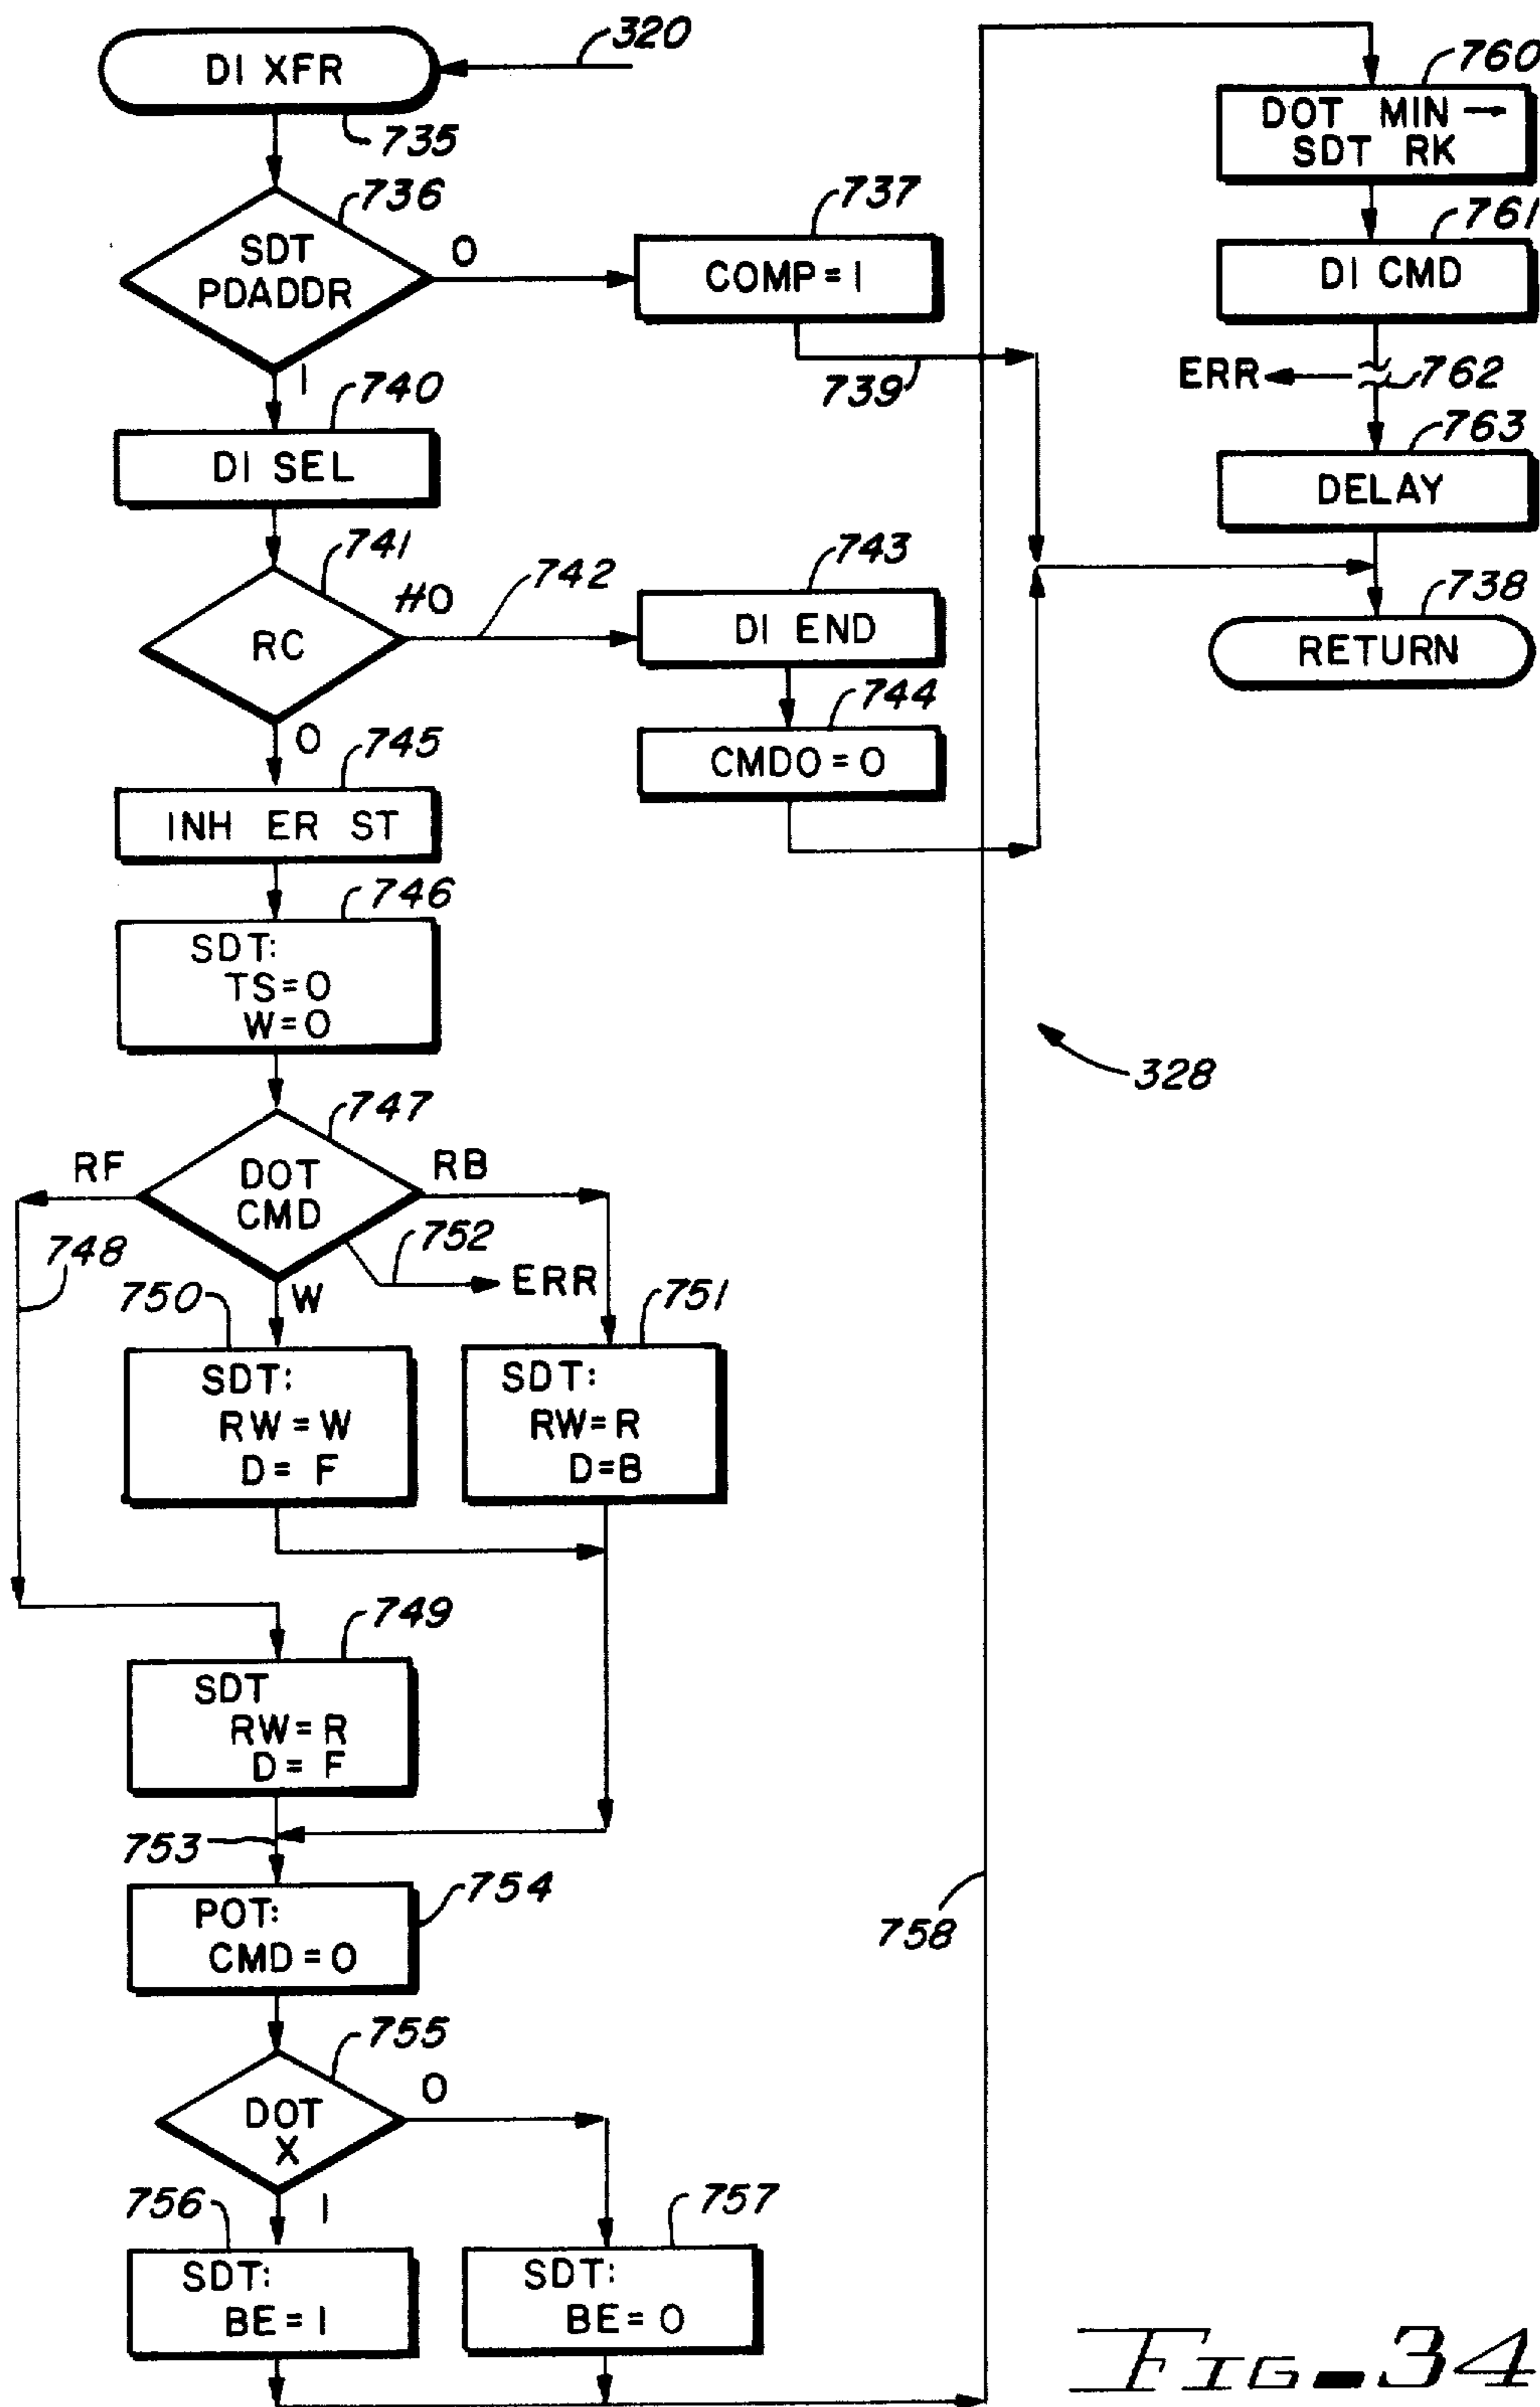 DI XFR
320
735
SDT
PDADDR
736
0
1
COMP = 1
737
739
DI SEL
740
RC
741
#0
742
0
DI END
743
CMD0 = 0
744
INH ER ST
745
SDT:
TS = 0
W = 0
746
DOT
CMD
747
RF
RB
748
752
ERR
W
750
SDT:
RW = W
D = F
751
SDT:
RW = R
D = B
749
SDT
RW = R
D = F
753
POT:
CMD = 0
754
DOT
X
755
0
1
756
SDT:
BE = 1
757
SDT:
BE = 0
758
760
DOT MIN →
SDT RK
761
DI CMD
ERR
762
763
DELAY
738
RETURN
328
FIG. 34